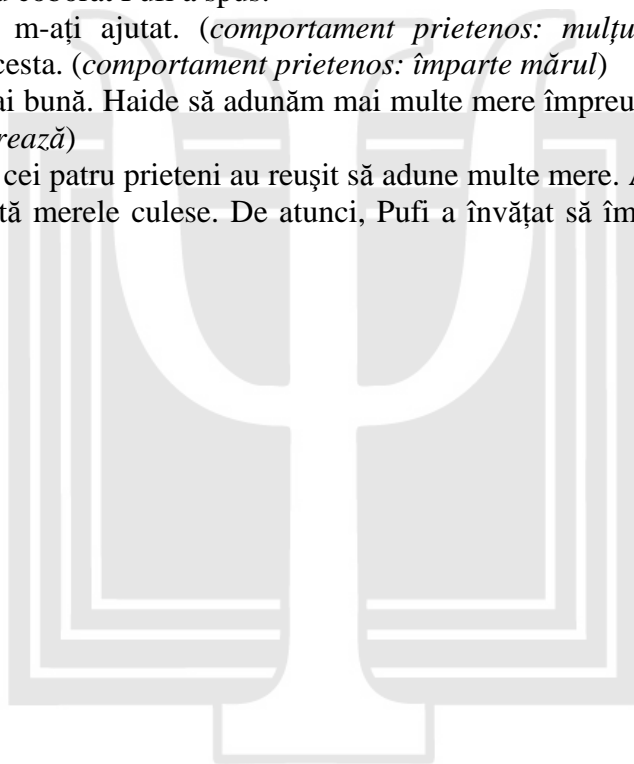 m-ați ajutat. (comportament prietenos: mulțu
cesta. (comportament prietenos: împarte mărul)
ai bună. Haide să adunăm mai multe mere împreu
rează)
cei patru prieteni au reuşit să adune multe mere.
tă merele culese. De atunci, Pufi a învățat să îm